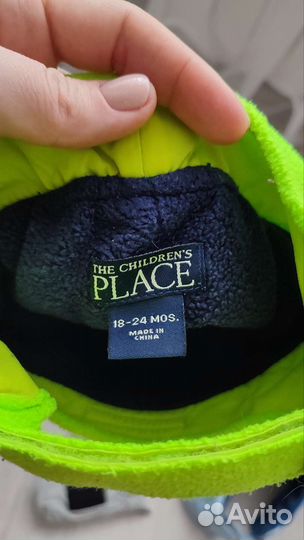 THE CHILDREN'S
PLACE
18-24 MOS.
MADE IN
CHINA
Avito